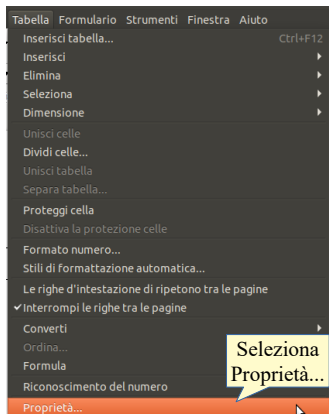 Tabella Formulario Strumenti Finestra Aiuto
Inserisci tabella... Ctrl+F12
Inserisci
Elimina
Seleziona
Dimensione
Unisci celle
Dividi celle...
Unisci tabella
Separa tabella...
Proteggi cella
Disattiva la protezione celle
Formato numero...
Stili di formattazione automatica...
Le righe d'intestazione di ripetono tra le pagine
Interrompi le righe tra le pagine
Converti
Ordina...
Formula
Riconoscimento del numero
Proprietà...
Seleziona
Proprietà...